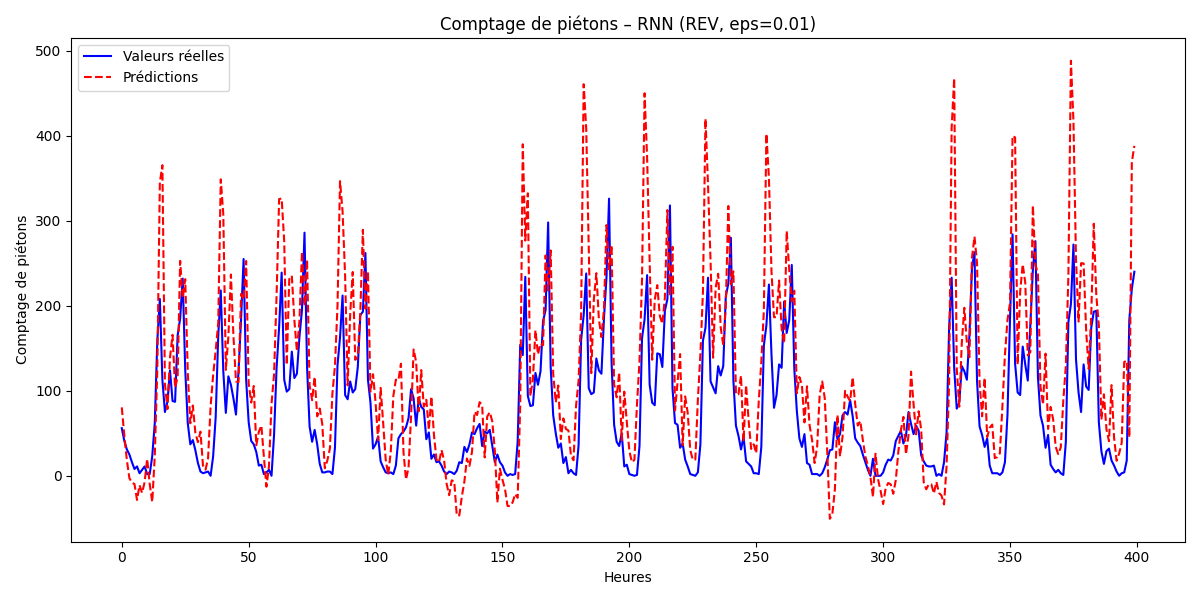 Comptage de piétons – RNN (REV, eps=0.01)
Valeurs réelles
Prédictions
Comptage de piétons
500
400
300
200
100
0
0 50 100 150 200 250 300 350 400
Heures